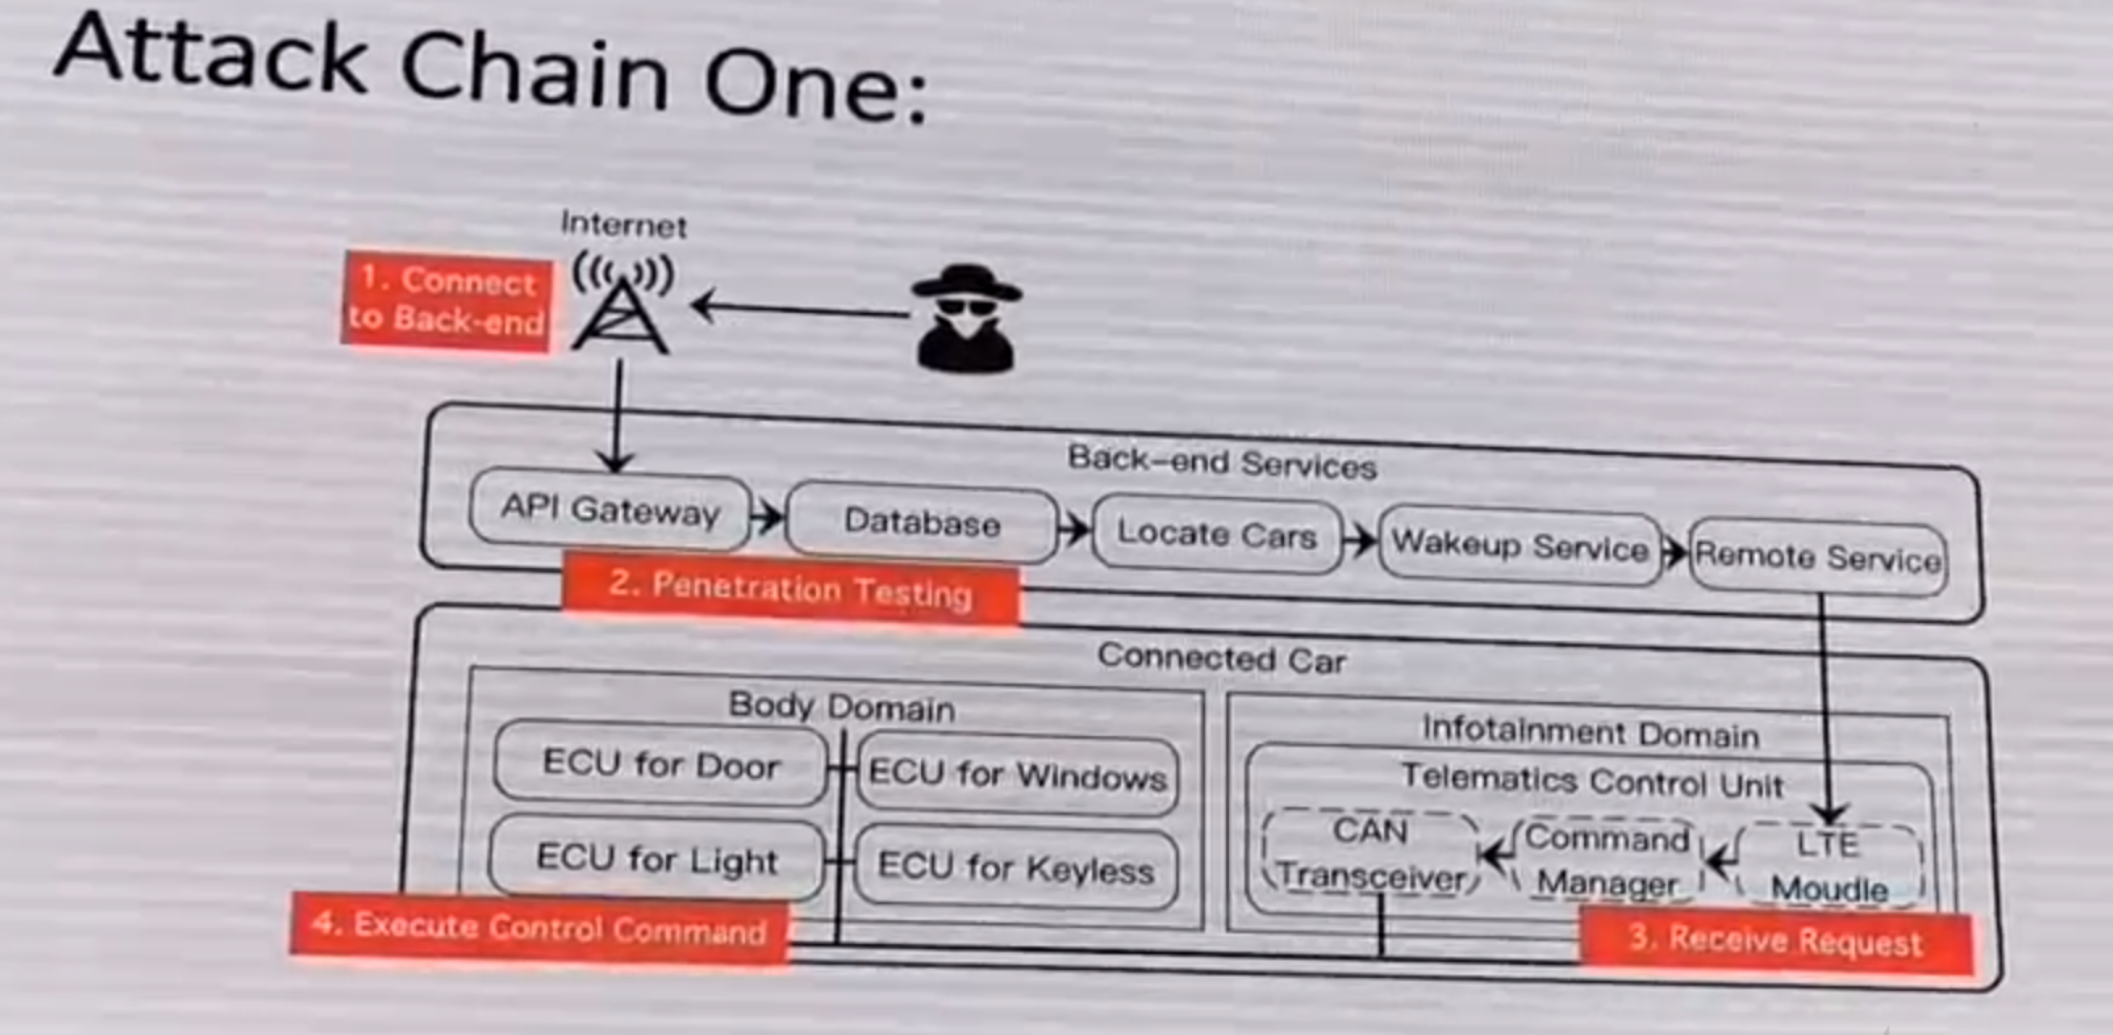 Attack Chain One:
Internet
1. Connect
to Back-end
Back-end Services
API Gateway
Database
Locate Cars
Wakeup Service
Remote Service
2. Penetration Testing
Connected Car
Body Domain
ECU for Door
ECU for Windows
ECU for Light
ECU for Keyless
Infotainment Domain
Telematics Control Unit
CAN
Transceiver
Command
Manager
LTE
Moudle
4. Execute Control Command
3. Receive Request